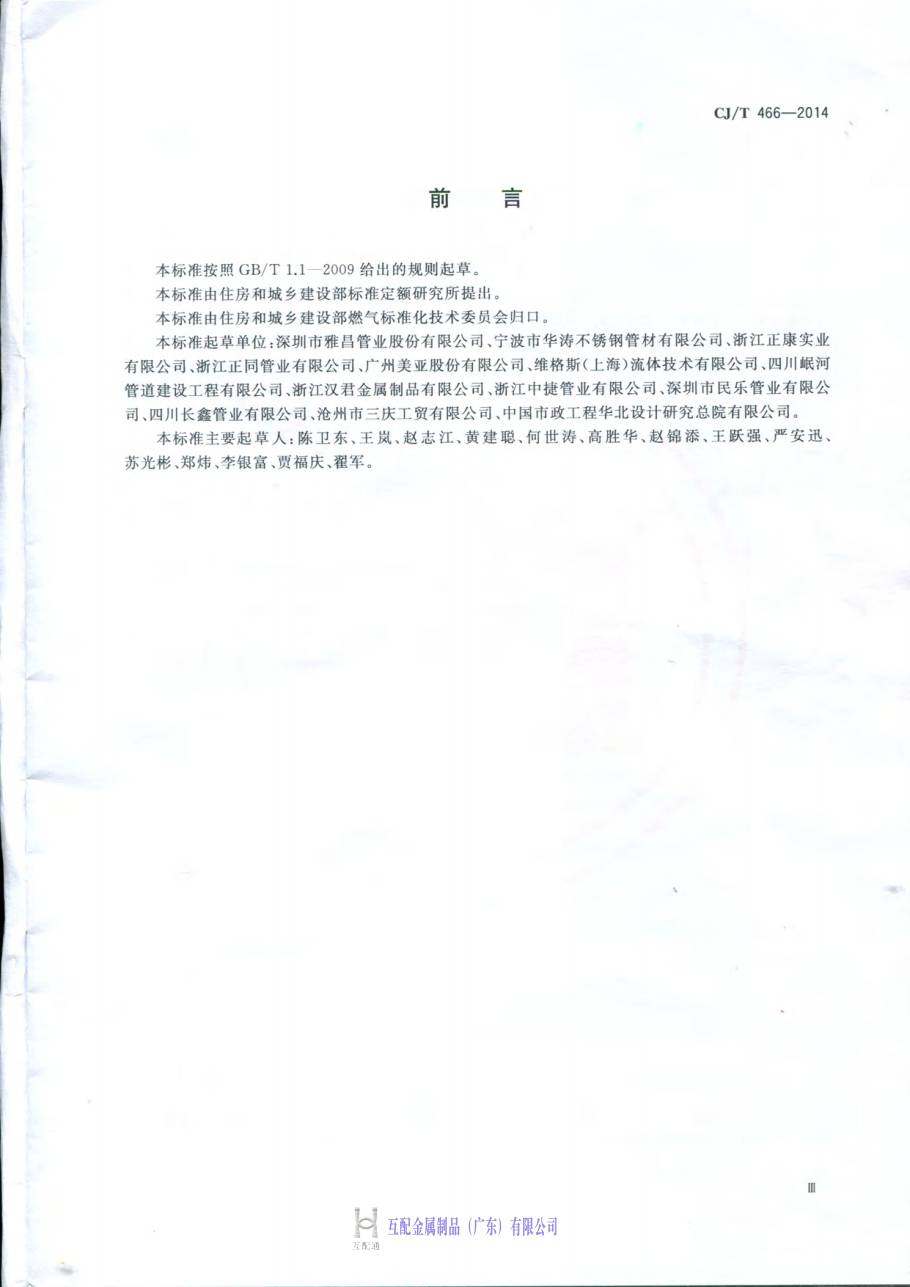 CJ/T 466—2014
前 言
本标准按照 GB/T 1.1—2009 给出的规则起草。
本标准由住房和城乡建设部标准定额研究所提出。
本标准由住房和城乡建设部燃气标准化技术委员会归口。
本标准起草单位:深圳市雅昌管业股份有限公司、宁波市华涛不锈钢管材有限公司、浙江正康实业
有限公司、浙江正同管业有限公司、广州美亚股份有限公司、维格斯(上海)流体技术有限公司、四川岷河
管道建设工程有限公司、浙江汉君金属制品有限公司、浙江中捷管业有限公司、深圳市民乐管业有限公
司、四川长鑫管业有限公司、沧州市三庆工贸有限公司、中国市政工程华北设计研究总院有限公司。
本标准主要起草人:陈卫东、王岚、赵志江、黄建聪、何世涛、高胜华、赵锦添、王跃强、严安迅、
苏光彬、郑炜、李银富、贾福庆、翟军。
Ⅲ
互配金属制品（广东）有限公司
互配通